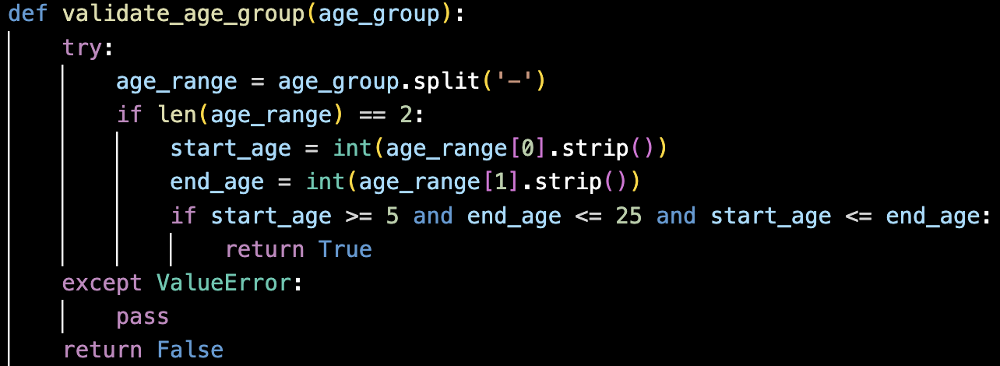 def validate_age_group(age_group):
    try:
        age_range = age_group.split('-')
        if len(age_range) == 2:
            start_age = int(age_range[0].strip())
            end_age = int(age_range[1].strip())
            if start_age >= 5 and end_age <= 25 and start_age <= end_age:
                return True
    except ValueError:
        pass
    return False